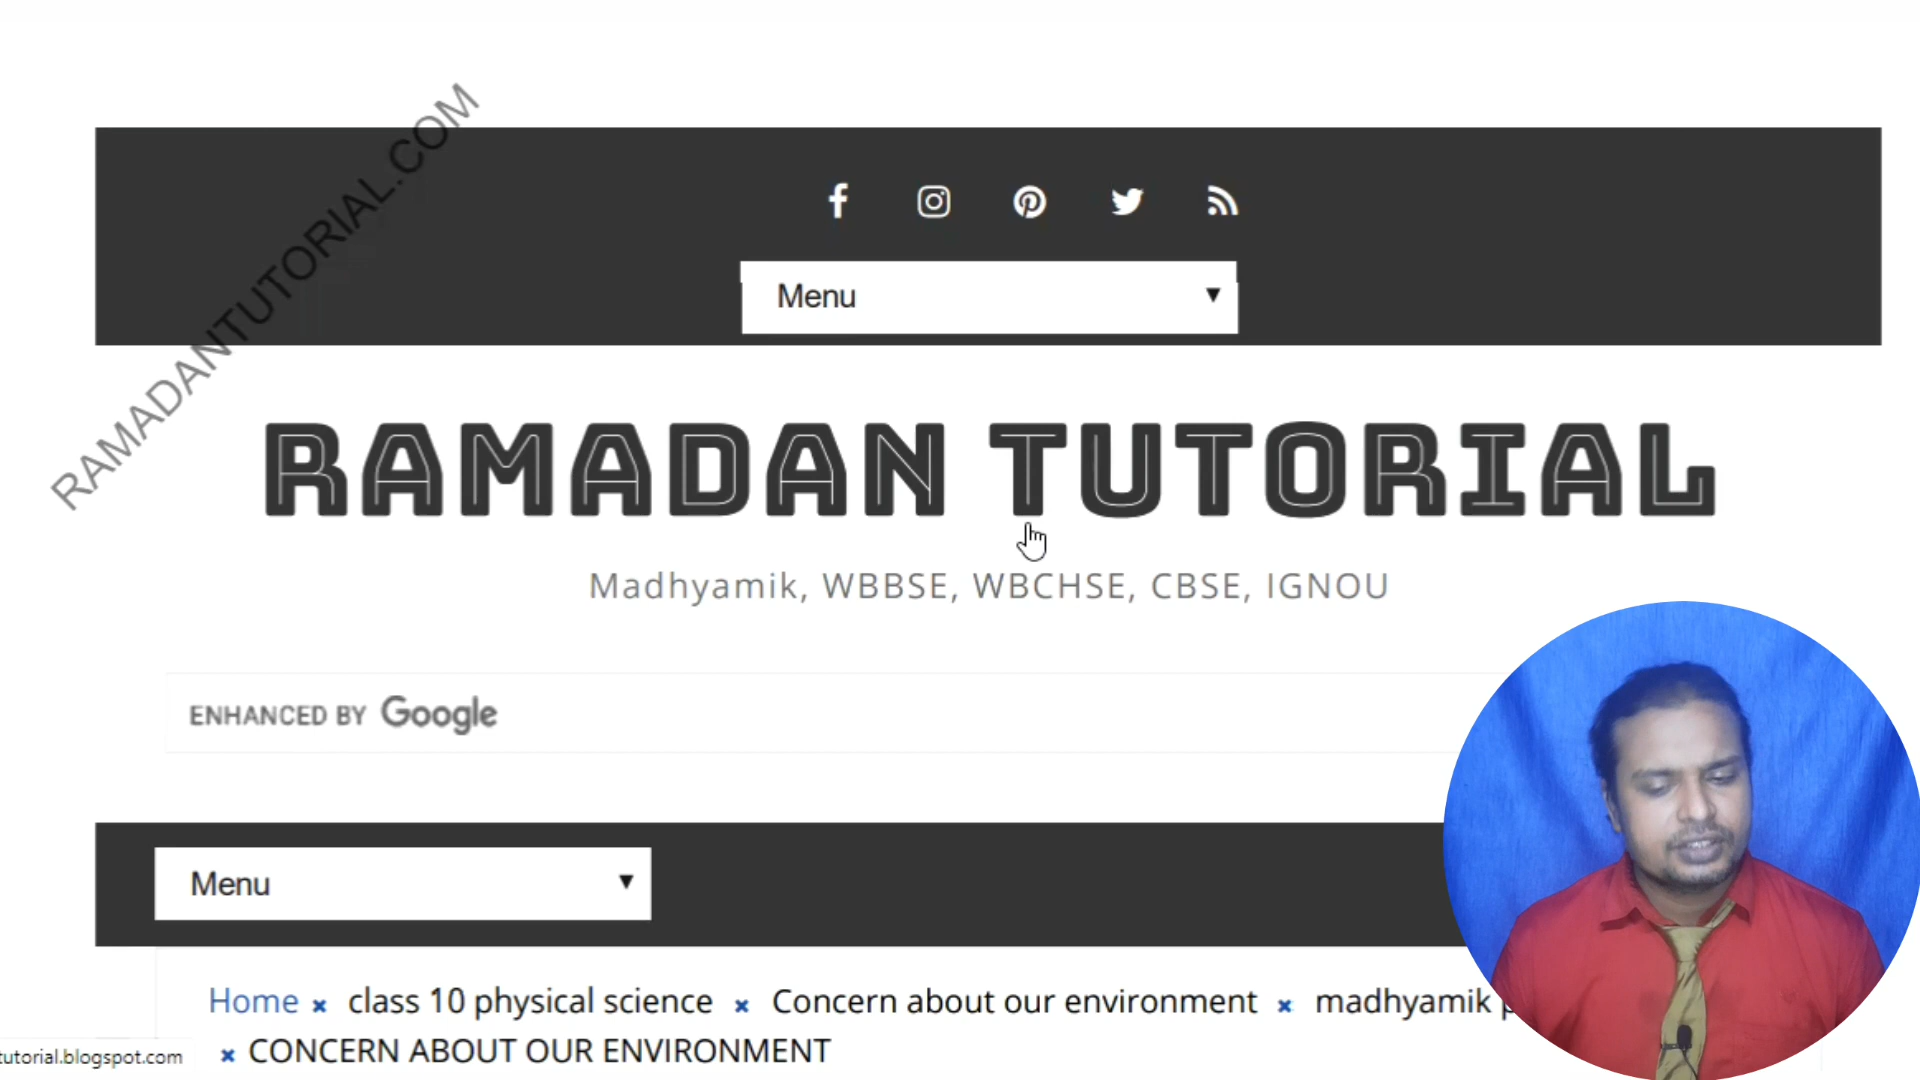 RAMADANTUTORIAL.COM
Menu
RAMADAN TUTORIAL
Madhyamik, WBBSE, WBCHSE, CBSE, IGNOU
ENHANCED BY Google
Menu
Home × class 10 physical science × Concern about our environment × madhyamik
× CONCERN ABOUT OUR ENVIRONMENT
tutorial.blogspot.com